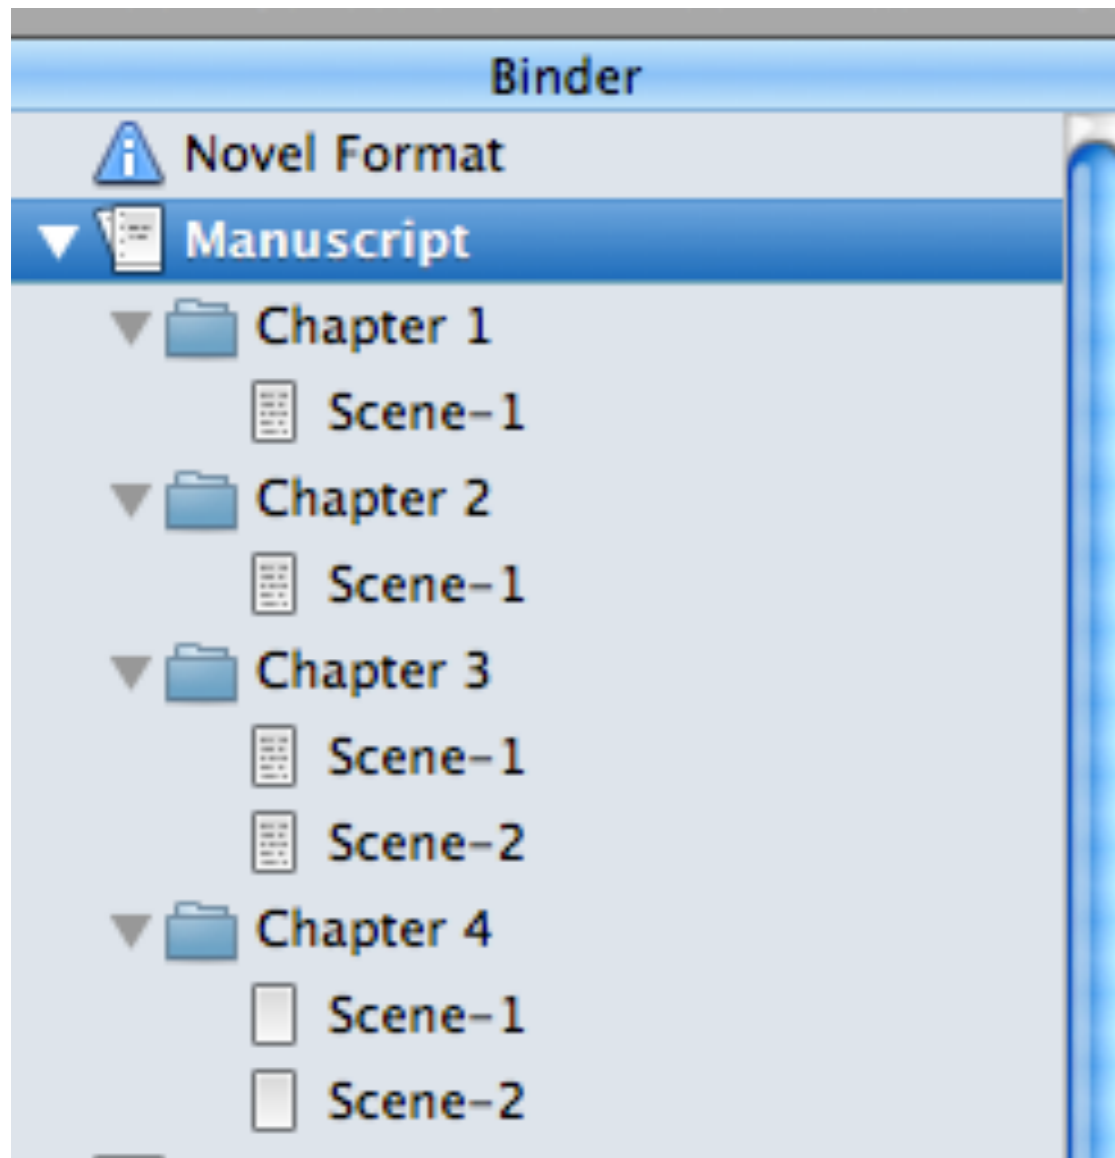 Binder
Novel Format
Manuscript
Chapter 1
Scene-1
Chapter 2
Scene-1
Chapter 3
Scene-1
Scene-2
Chapter 4
Scene-1
Scene-2